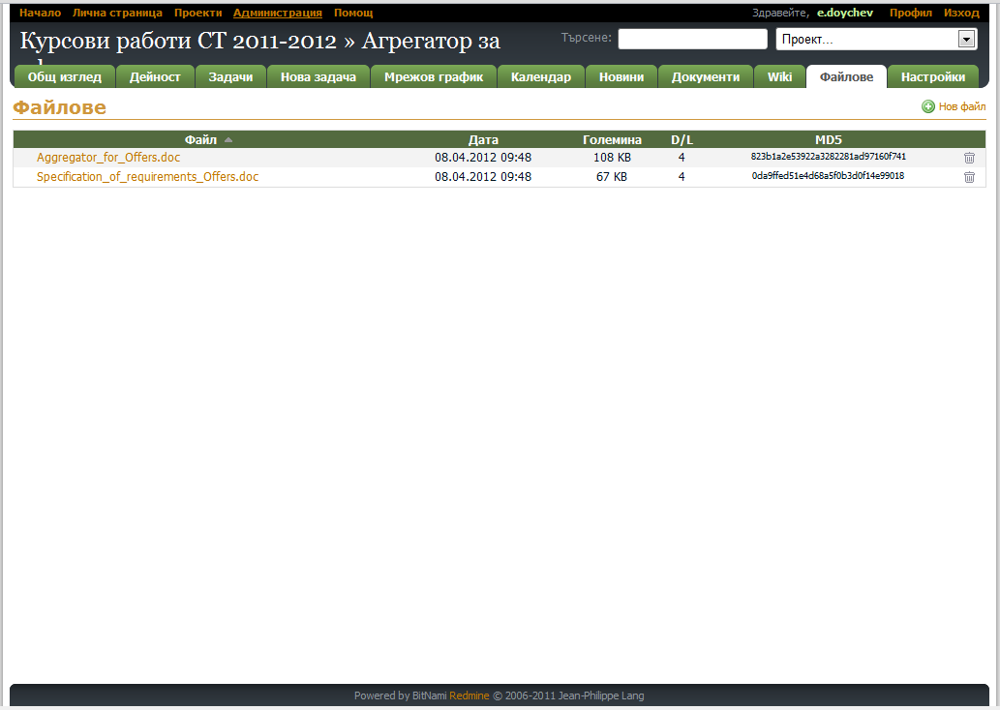 Начало Лична страница Проекти Администрация Помощ Здравейте, e.doychev Профил Изход
Курсови работи СТ 2011-2012 » Агрегатор за
Търсене: Проект...
Общ изглед Дейност Задачи Нова задача Мрежов график Календар Новини Документи Wiki Файлове Настройки
Файлове Нов файл
Файл Дата Големина D/L MD5
Aggregator_for_Offers.doc 08.04.2012 09:48 108 KB 4 823b1a2e53922a3282281ad97160f741
Specification_of_requirements_Offers.doc 08.04.2012 09:48 67 KB 4 0da9ffed51e4d68a5f0b3d0f14e99018
Powered by BitNami Redmine © 2006-2011 Jean-Philippe Lang